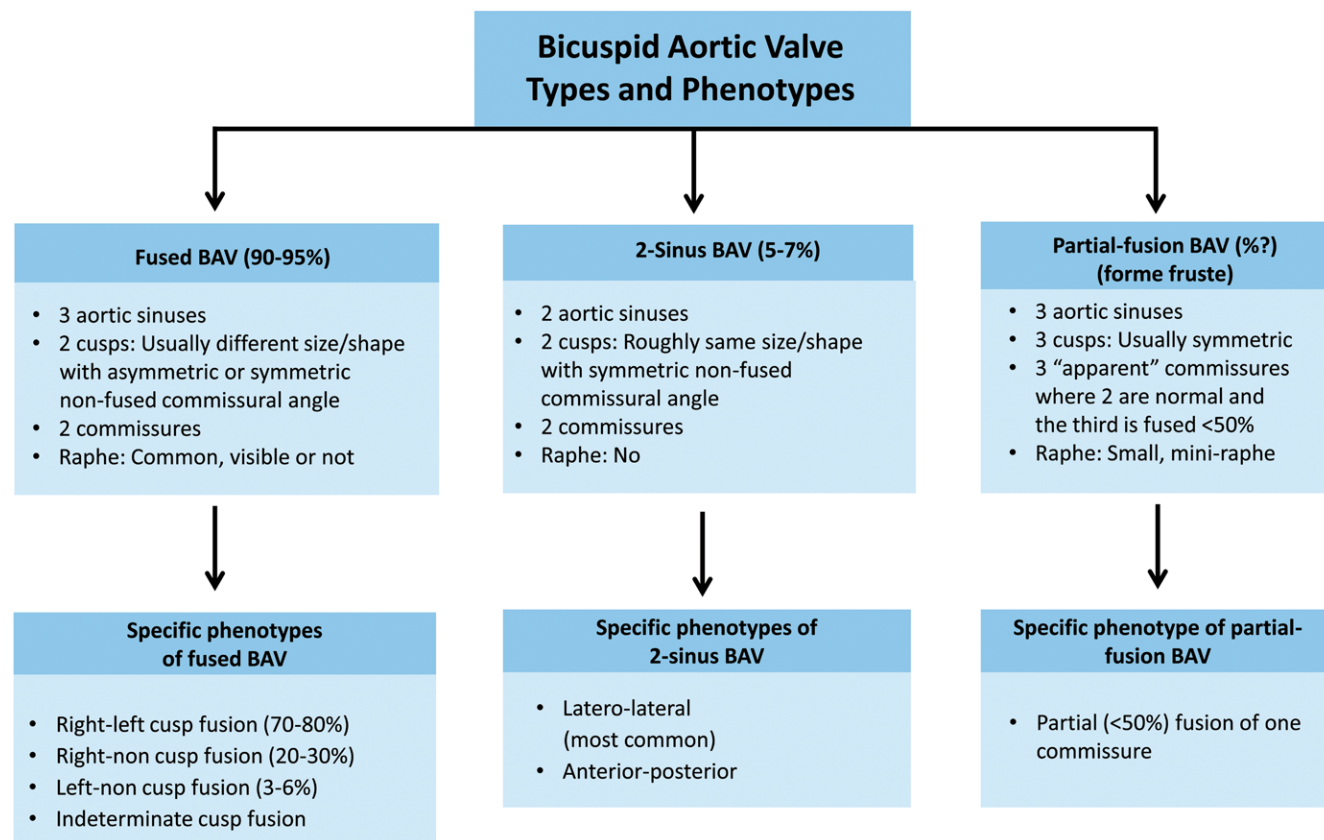 Bicuspid Aortic Valve
Types and Phenotypes
Fused BAV (90-95%)
• 3 aortic sinuses
• 2 cusps: Usually different size/shape
with asymmetric or symmetric
non-fused commissural angle
• 2 commissures
• Raphe: Common, visible or not
2-Sinus BAV (5-7%)
• 2 aortic sinuses
• 2 cusps: Roughly same size/shape
with symmetric non-fused
commissural angle
• 2 commissures
• Raphe: No
Partial-fusion BAV (%?)
(forme fruste)
• 3 aortic sinuses
• 3 cusps: Usually symmetric
• 3 “apparent” commissures
where 2 are normal and
the third is fused <50%
• Raphe: Small, mini-raphe
Specific phenotypes
of fused BAV
• Right-left cusp fusion (70-80%)
• Right-non cusp fusion (20-30%)
• Left-non cusp fusion (3-6%)
• Indeterminate cusp fusion
Specific phenotypes of
2-sinus BAV
• Latero-lateral
(most common)
• Anterior-posterior
Specific phenotype of partial-
fusion BAV
• Partial (<50%) fusion of one
commissure